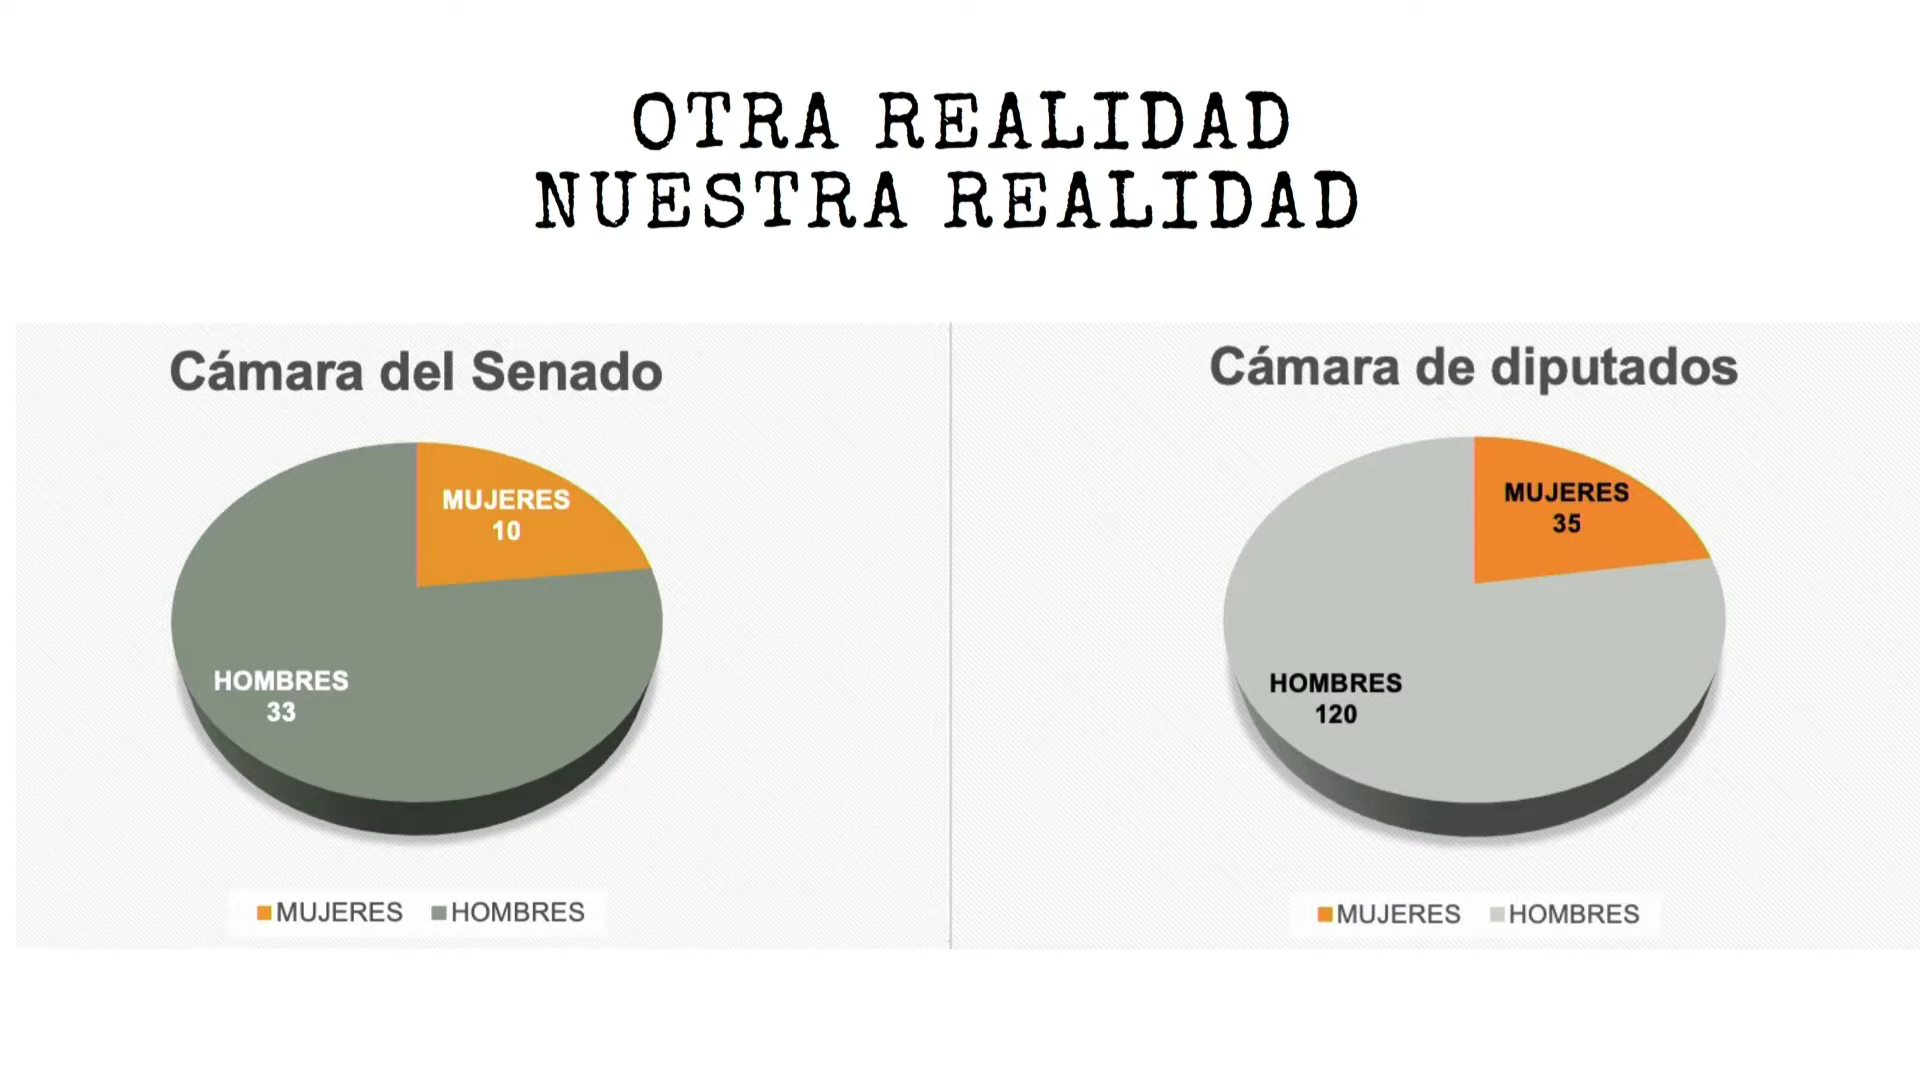 OTRA REALIDAD
NUESTRA REALIDAD
Cámara del Senado
MUJERES
10
HOMBRES
33
MUJERES HOMBRES
Cámara de diputados
MUJERES
35
HOMBRES
120
MUJERES HOMBRES